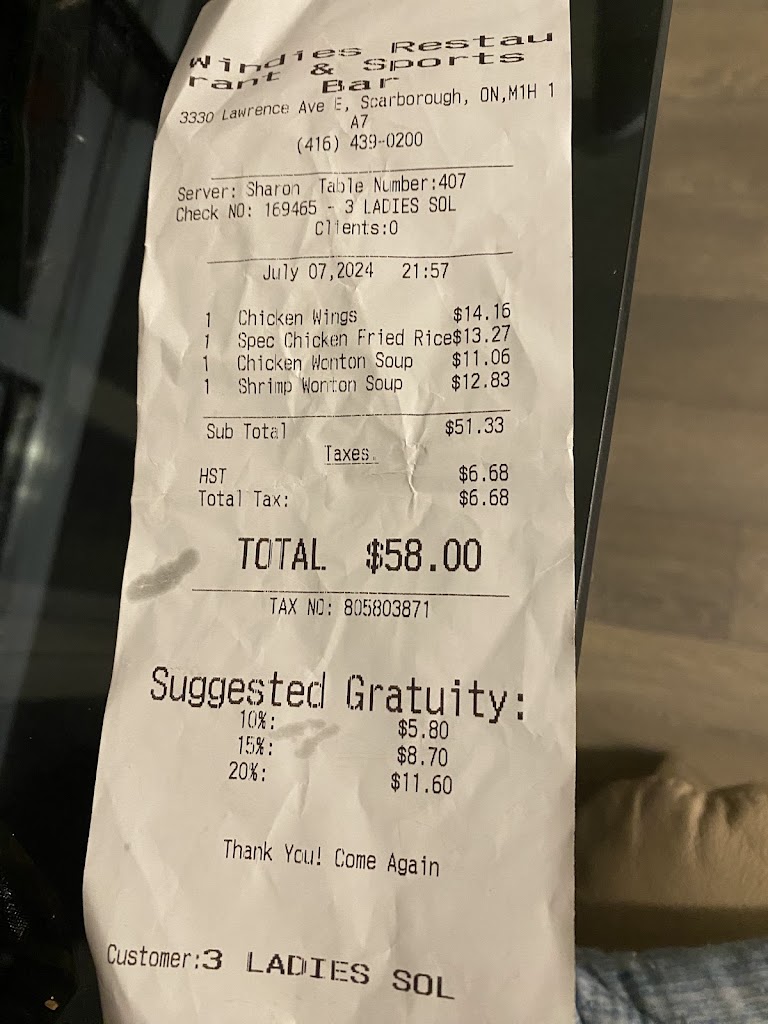 Windies Restau
rant & Sports
Bar
3330 Lawrence Ave E, Scarborough, ON,M1H 1
A7
(416) 439-0200
Server: Sharon Table Number:407
Check NO: 169465 - 3 LADIES SOL
Clients:0
July 07,2024 21:57
1 Chicken Wings $14.16
1 Spec Chicken Fried Rice$13.27
1 Chicken Wonton Soup $11.06
1 Shrimp Wonton Soup $12.83
Sub Total $51.33
Taxes
HST $6.68
Total Tax: $6.68
TOTAL $58.00
TAX NO: 805803871
Suggested Gratuity:
10%: $5.80
15%: $8.70
20%: $11.60
Thank You! Come Again
Customer:3 LADIES SOL